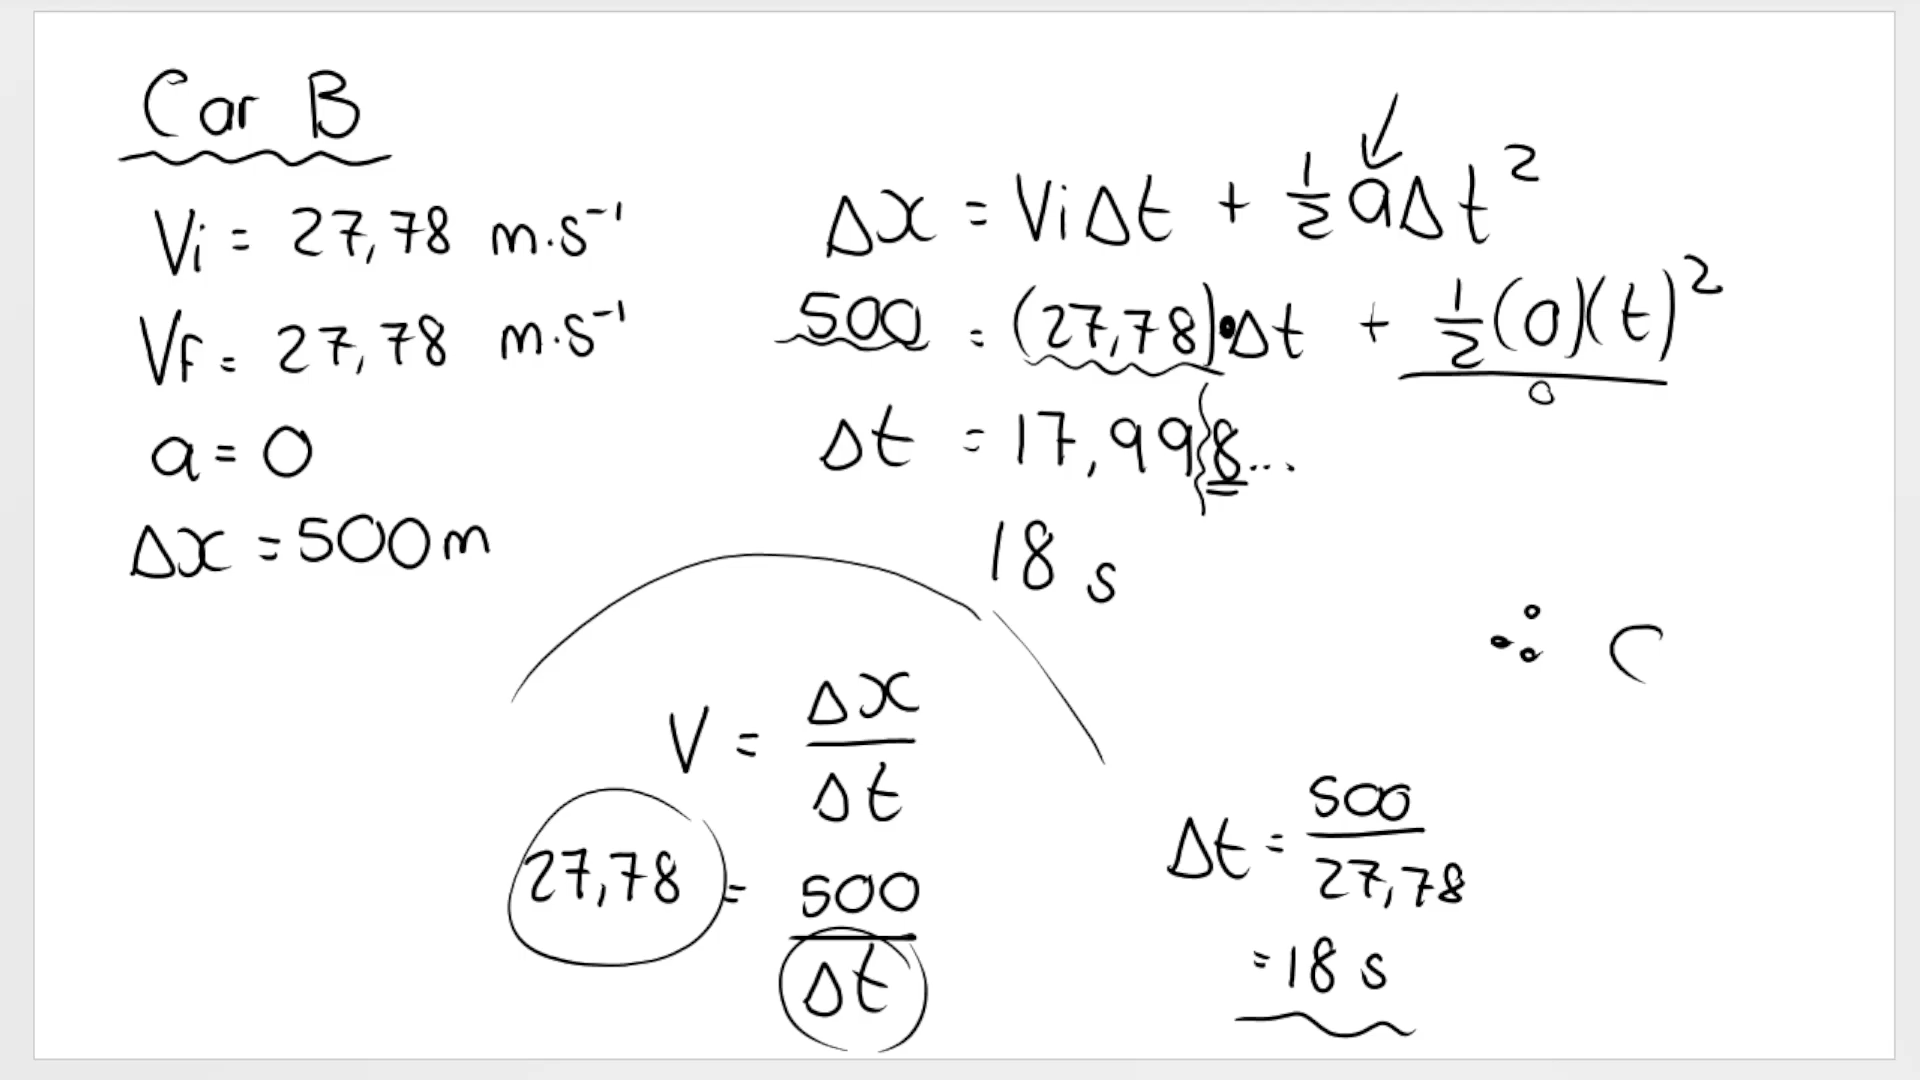 Car B
Vi = 27,78 m.s⁻¹
Vf = 27,78 m.s⁻¹
a = 0
Δx = 500m
Δx = ViΔt + ½aΔt²
500 = (27,78)•Δt + ½(0)(t)²
0
Δt = 17,998...
18 s
∴ C
V = Δx/Δt
27,78 = 500/Δt
Δt = 500/27,78
= 18 s